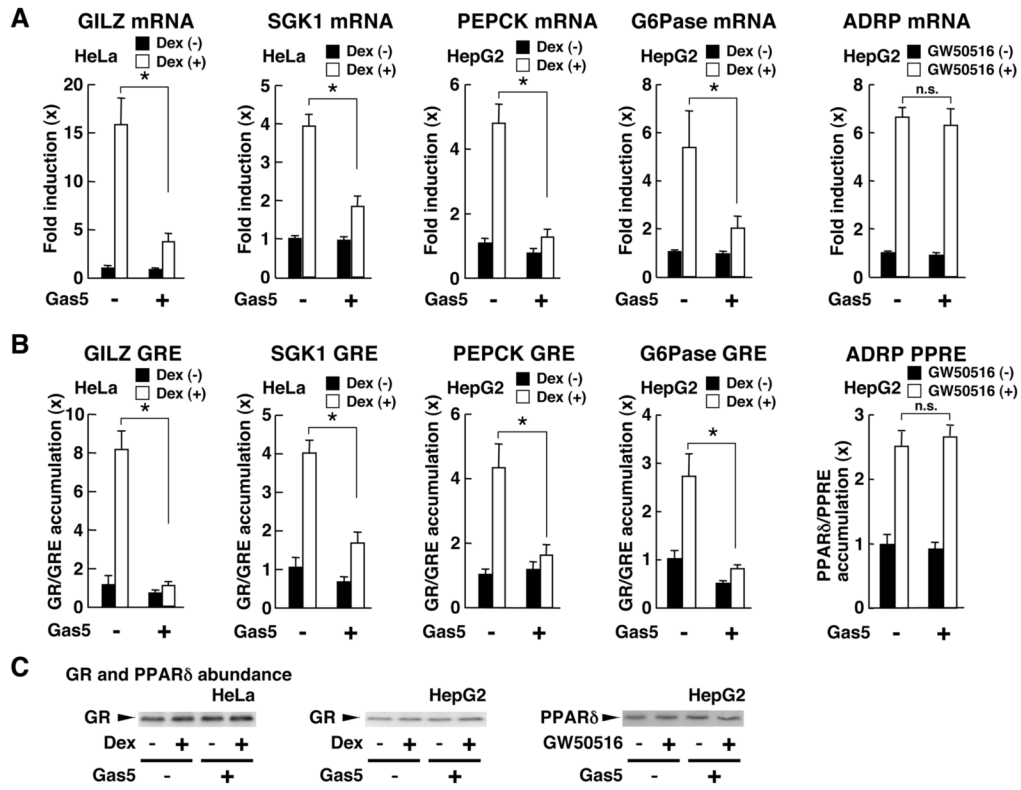 A
GILZ mRNA
SGK1 mRNA
PEPCK mRNA
G6Pase mRNA
ADRP mRNA
HeLa
Dex (-)
Dex (+)
*
Fold induction (x)
20
15
10
5
0
HeLa
Dex (-)
Dex (+)
*
Fold induction (x)
5
4
3
2
1
0
HepG2
Dex (-)
Dex (+)
*
Fold induction (x)
6
4
2
0
HepG2
Dex (-)
Dex (+)
*
Fold induction (x)
8
6
4
2
0
HepG2
GW50516 (-)
GW50516 (+)
n.s.
Fold induction (x)
8
6
4
2
0
Gas5 - +
Gas5 - +
Gas5 - +
Gas5 - +
Gas5 - +
B
GILZ GRE
SGK1 GRE
PEPCK GRE
G6Pase GRE
ADRP PPRE
HeLa
Dex (-)
Dex (+)
*
GR/GRE accumulation (x)
10
8
6
4
2
0
HeLa
Dex (-)
Dex (+)
*
GR/GRE accumulation (x)
5
4
3
2
1
0
HepG2
Dex (-)
Dex (+)
*
GR/GRE accumulation (x)
6
4
2
0
HepG2
Dex (-)
Dex (+)
*
GR/GRE accumulation (x)
4
3
2
1
0
HepG2
GW50516 (-)
GW50516 (+)
n.s.
PPARδ/PPRE
accumulation (x)
3
2
1
0
Gas5 - +
Gas5 - +
Gas5 - +
Gas5 - +
Gas5 - +
C
GR and PPARδ abundance
HeLa
GR
Dex - + - +
Gas5 - +
HepG2
GR
Dex - + - +
Gas5 - +
HepG2
PPARδ
GW50516 - + - +
Gas5 - +